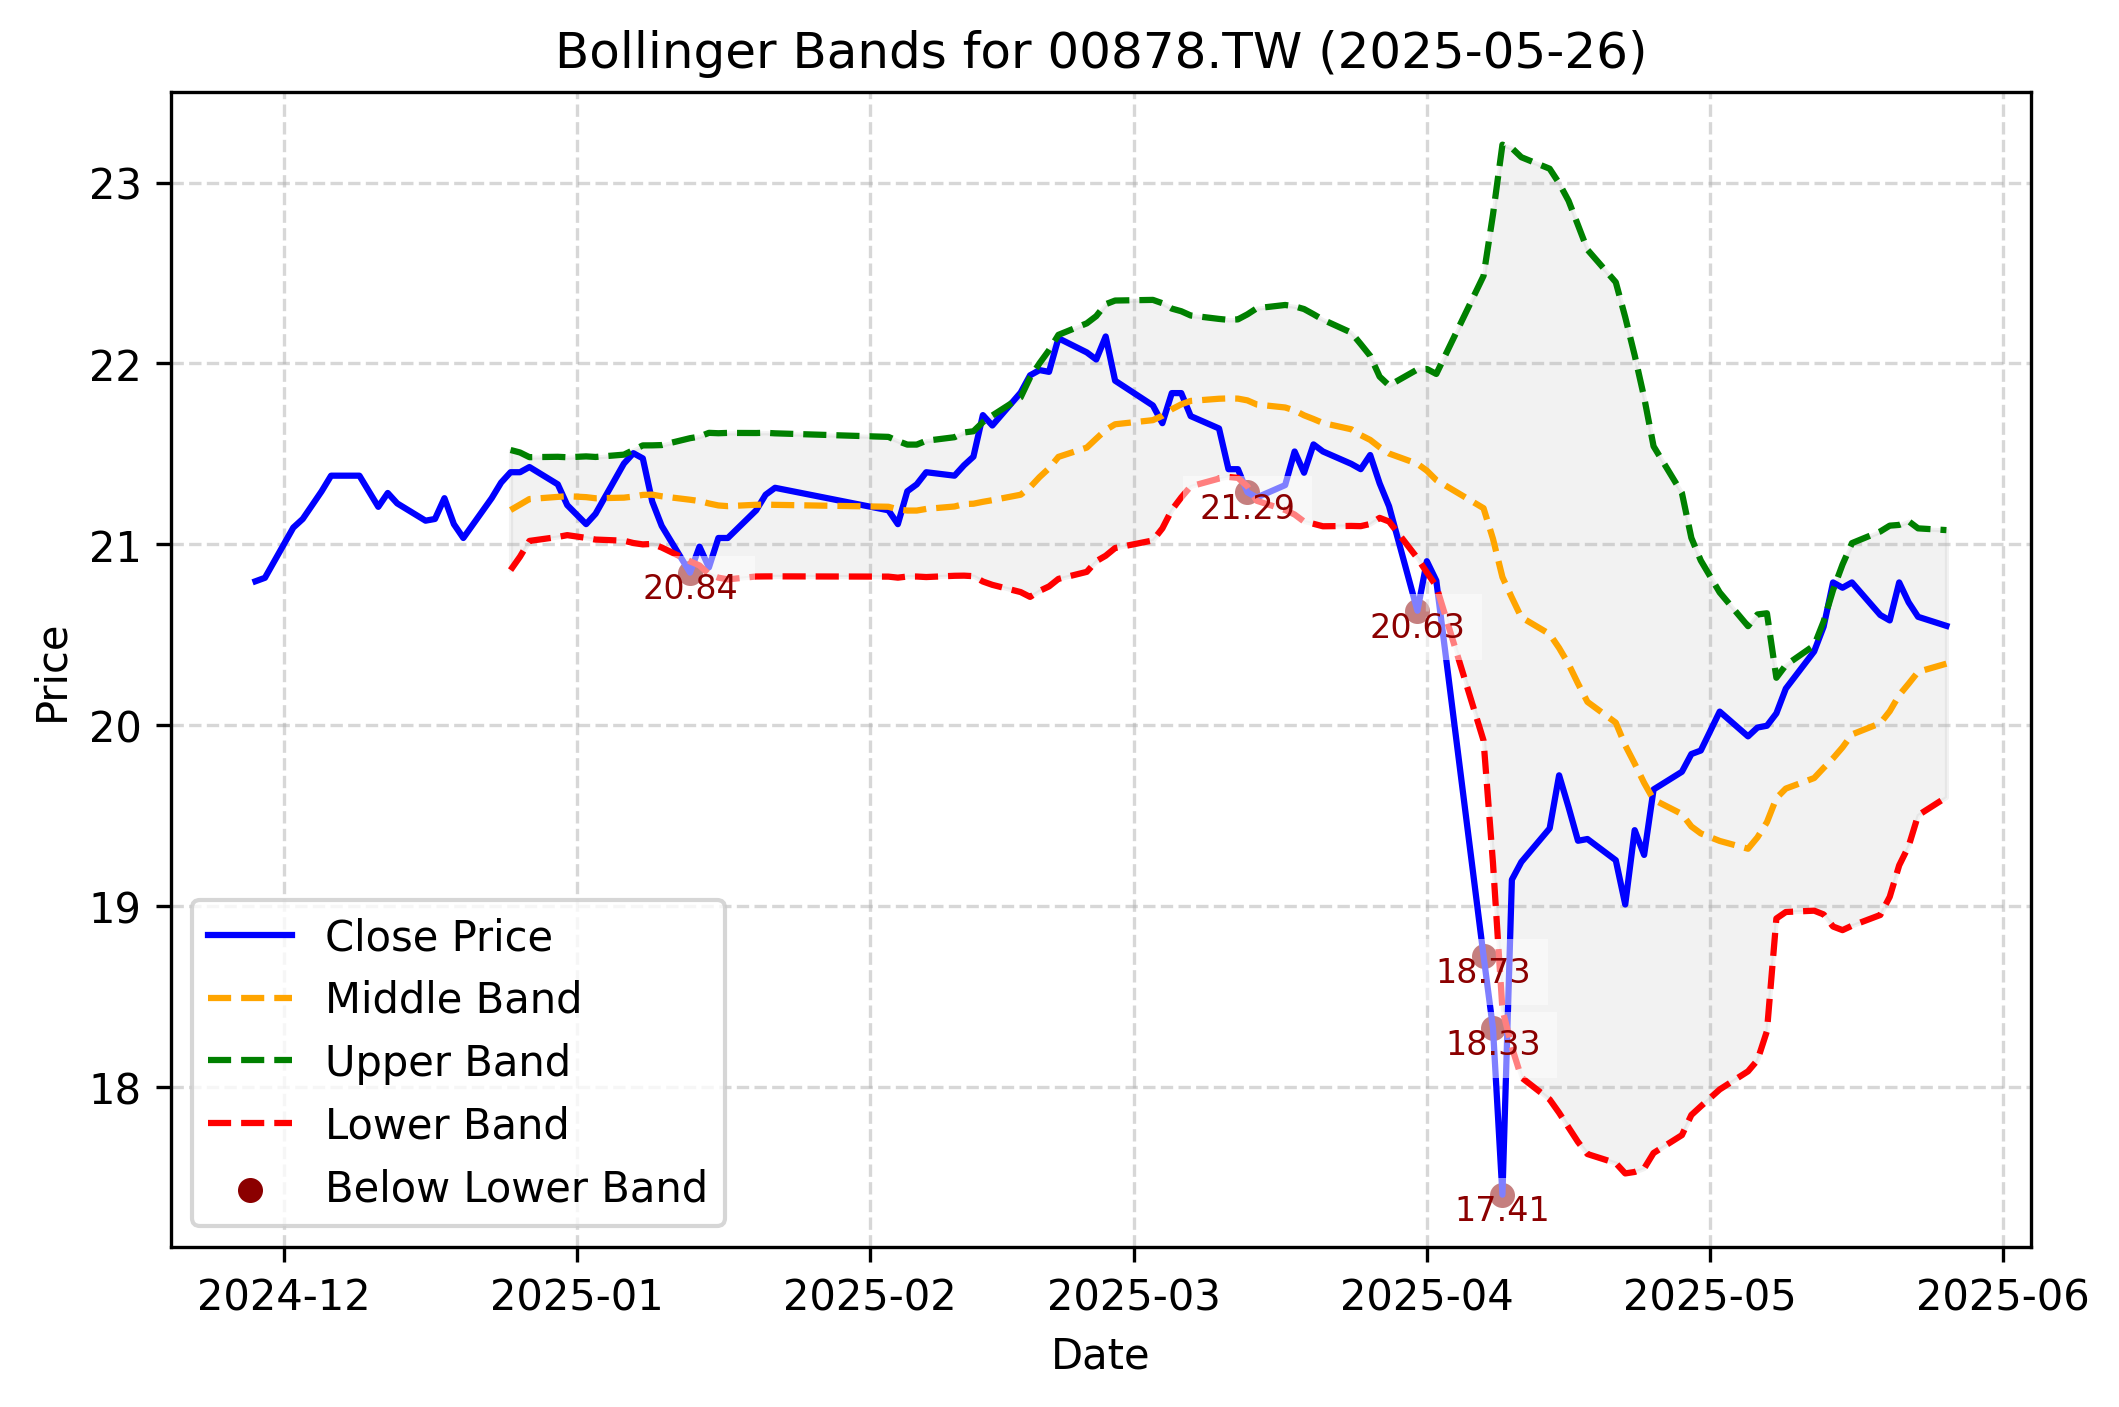 Bollinger Bands for 00878.TW (2025-05-26)
Price
23
22
21
20
19
18
20.84
21.29
20.63
18.73
18.33
17.41
Close Price
Middle Band
Upper Band
Lower Band
Below Lower Band
2024-12 2025-01 2025-02 2025-03 2025-04 2025-05 2025-06
Date